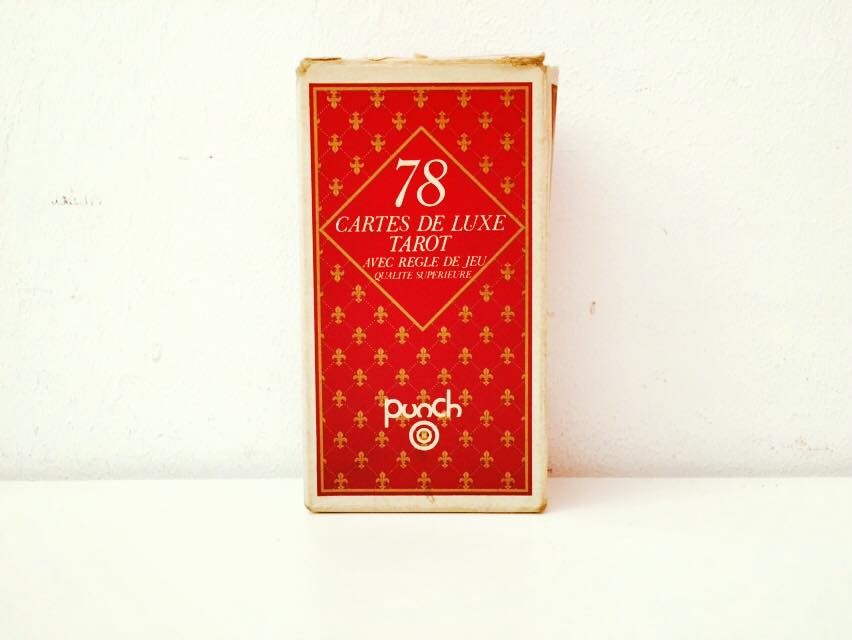 78
CARTES DE LUXE
TAROT
AVEC REGLE DE JEU
QUALITE SUPERIEURE
punch